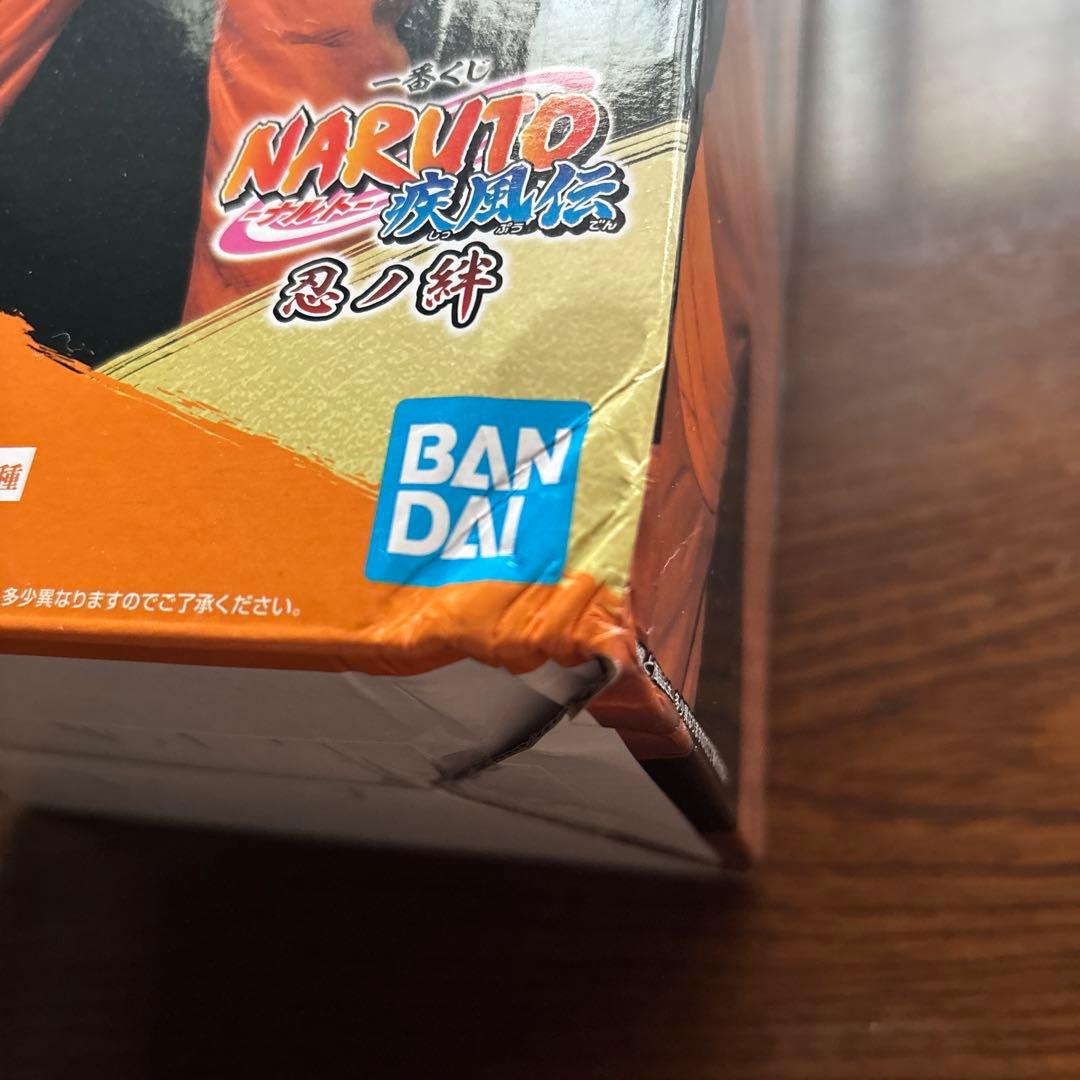 一番くじ
NARUTO
-ナルト-
疾風伝
しっ ぷう でん
忍ノ絆
BAN
DAI
種
多少異なりますのでご了承ください。